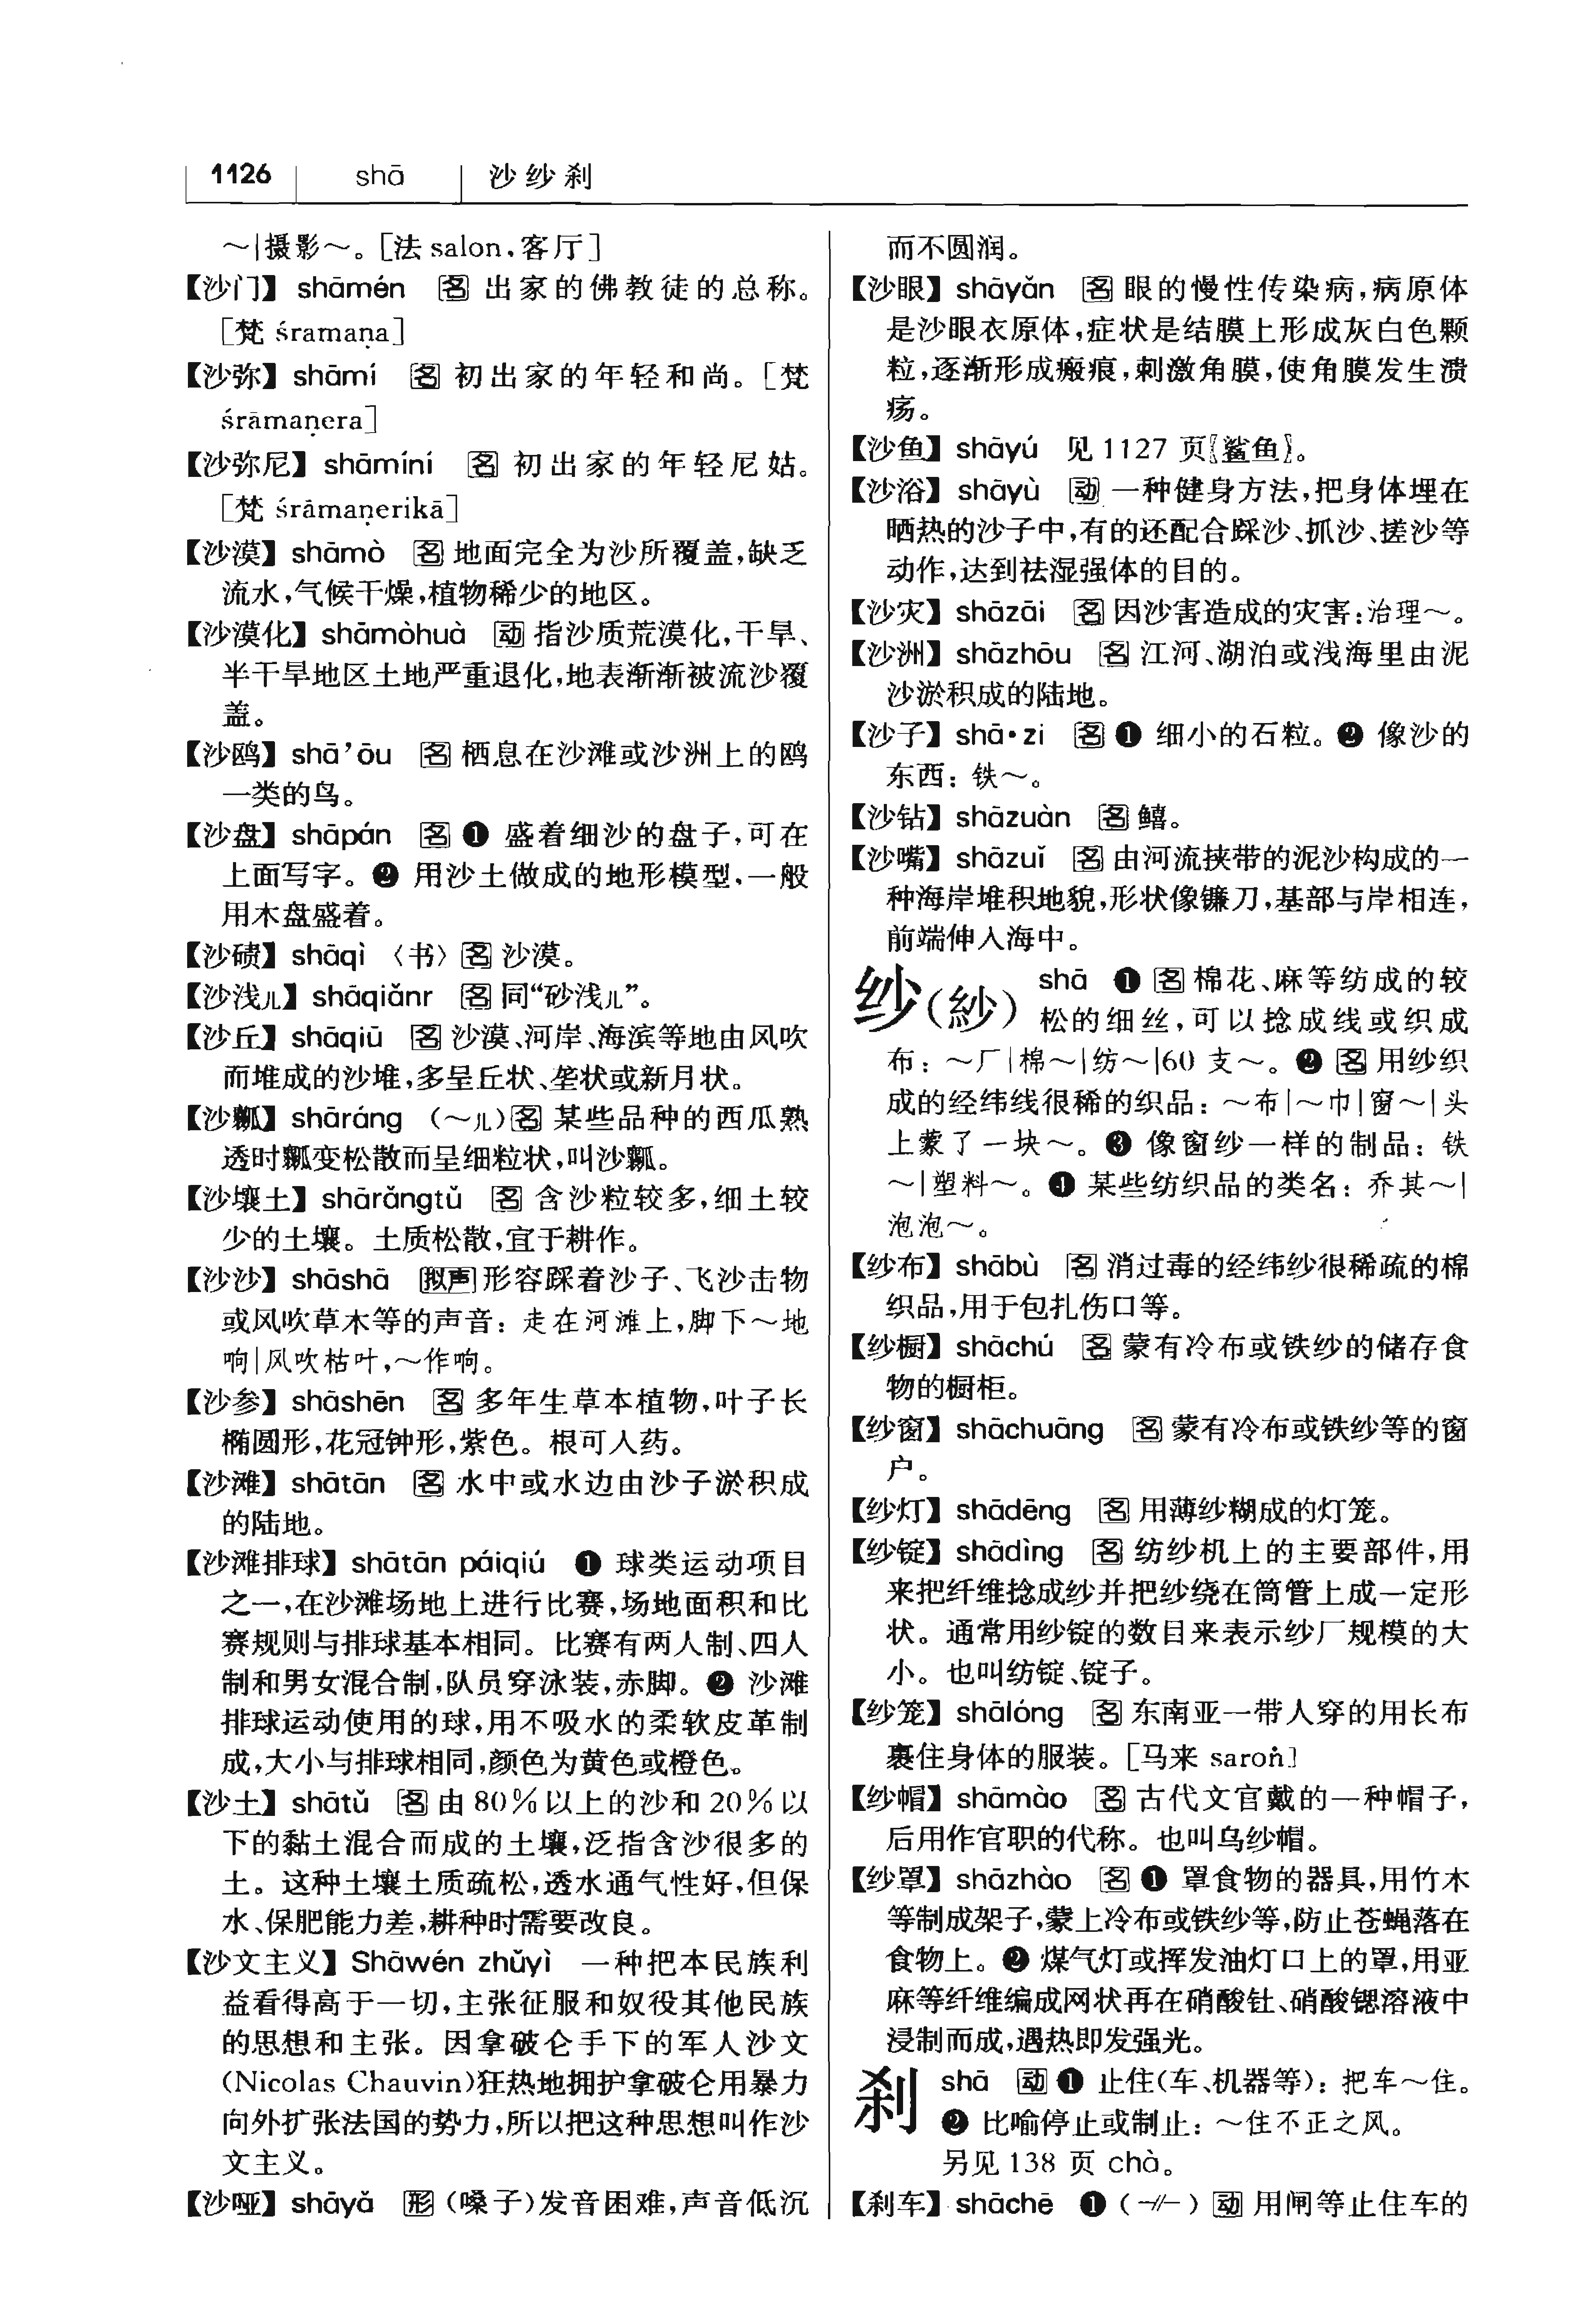 1126 shā 沙纱刹
～|摄影～。[法 salon,客厅]
【沙门】 shāmén 名 出家的佛教徒的总称。
[梵 śramaṇa]
【沙弥】 shāmí 名 初出家的年轻和尚。[梵
śrāmaṇera]
【沙弥尼】 shāmíní 名 初出家的年轻尼姑。
[梵 śrāmaṇerikā]
【沙漠】 shāmò 名 地面完全为沙所覆盖,缺乏
流水,气候干燥,植物稀少的地区。
【沙漠化】 shāmòhuà 动 指沙质荒漠化,干旱、
半干旱地区土地严重退化,地表渐渐被流沙覆
盖。
【沙鸥】 shā’ōu 名 栖息在沙滩或沙洲上的鸥
一类的鸟。
【沙盘】 shāpán 名 ❶ 盛着细沙的盘子,可在
上面写字。❷ 用沙土做成的地形模型,一般
用木盘盛着。
【沙碛】 shāqì 〈书〉 名 沙漠。
【沙浅儿】 shāqiǎnr 名 同“砂浅儿”。
【沙丘】 shāqiū 名 沙漠、河岸、海滨等地由风吹
而堆成的沙堆,多呈丘状、垄状或新月状。
【沙瓤】 shāráng (～儿) 名 某些品种的西瓜熟
透时瓤变松散而呈细粒状,叫沙瓤。
【沙壤土】 shārǎngtǔ 名 含沙粒较多,细土较
少的土壤。土质松散,宜于耕作。
【沙沙】 shāshā 拟声 形容踩着沙子、飞沙击物
或风吹草木等的声音：走在河滩上,脚下～地
响|风吹枯叶,～作响。
【沙参】 shāshēn 名 多年生草本植物,叶子长
椭圆形,花冠钟形,紫色。根可入药。
【沙滩】 shātān 名 水中或水边由沙子淤积成
的陆地。
【沙滩排球】 shātān páiqiú ❶ 球类运动项目
之一,在沙滩场地上进行比赛,场地面积和比
赛规则与排球基本相同。比赛有两人制、四人
制和男女混合制,队员穿泳装,赤脚。❷ 沙滩
排球运动使用的球,用不吸水的柔软皮革制
成,大小与排球相同,颜色为黄色或橙色。
【沙土】 shātǔ 名 由 80％以上的沙和 20％以
下的黏土混合而成的土壤,泛指含沙很多的
土。这种土壤土质疏松,透水通气性好,但保
水、保肥能力差,耕种时需要改良。
【沙文主义】 Shāwén zhǔyì 一种把本民族利
益看得高于一切,主张征服和奴役其他民族
的思想和主张。因拿破仑手下的军人沙文
(Nicolas Chauvin)狂热地拥护拿破仑用暴力
向外扩张法国的势力,所以把这种思想叫作沙
文主义。
【沙哑】 shāyǎ 形 (嗓子)发音困难,声音低沉
而不圆润。
【沙眼】 shāyǎn 名 眼的慢性传染病,病原体
是沙眼衣原体,症状是结膜上形成灰白色颗
粒,逐渐形成瘢痕,刺激角膜,使角膜发生溃
疡。
【沙鱼】 shāyú 见 1127 页〖鲨鱼〗。
【沙浴】 shāyù 动 一种健身方法,把身体埋在
晒热的沙子中,有的还配合踩沙、抓沙、搓沙等
动作,达到祛湿强体的目的。
【沙灾】 shāzāi 名 因沙害造成的灾害：治理～。
【沙洲】 shāzhōu 名 江河、湖泊或浅海里由泥
沙淤积成的陆地。
【沙子】 shā·zi 名 ❶ 细小的石粒。❷ 像沙的
东西：铁～。
【沙钻】 shāzuàn 名 鱚。
【沙嘴】 shāzuǐ 名 由河流挟带的泥沙构成的一
种海岸堆积地貌,形状像镰刀,基部与岸相连,
前端伸入海中。
纱(紗) shā ❶ 名 棉花、麻等纺成的较
松的细丝,可以捻成线或织成
布：～厂|棉～|纺～|60 支～。❷ 名 用纱织
成的经纬线很稀的织品：～布|～巾|窗～|头
上蒙了一块～。❸ 像窗纱一样的制品：铁
～|塑料～。❹ 某些纺织品的类名：乔其～|
泡泡～。
【纱布】 shābù 名 消过毒的经纬纱很稀疏的棉
织品,用于包扎伤口等。
【纱橱】 shāchú 名 蒙有冷布或铁纱的储存食
物的橱柜。
【纱窗】 shāchuāng 名 蒙有冷布或铁纱等的窗
户。
【纱灯】 shādēng 名 用薄纱糊成的灯笼。
【纱锭】 shādìng 名 纺纱机上的主要部件,用
来把纤维捻成纱并把纱绕在筒管上成一定形
状。通常用纱锭的数目来表示纱厂规模的大
小。也叫纺锭、锭子。
【纱笼】 shālóng 名 东南亚一带人穿的用长布
裹住身体的服装。[马来 saroṅ]
【纱帽】 shāmào 名 古代文官戴的一种帽子,
后用作官职的代称。也叫乌纱帽。
【纱罩】 shāzhào 名 ❶ 罩食物的器具,用竹木
等制成架子,蒙上冷布或铁纱等,防止苍蝇落在
食物上。❷ 煤气灯或挥发油灯口上的罩,用亚
麻等纤维编成网状再在硝酸钍、硝酸锶溶液中
浸制而成,遇热即发强光。
刹 shā 动 ❶ 止住(车、机器等)：把车～住。
❷ 比喻停止或制止：～住不正之风。
另见 138 页 chà。
【刹车】 shāchē ❶ (-//-) 动 用闸等止住车的